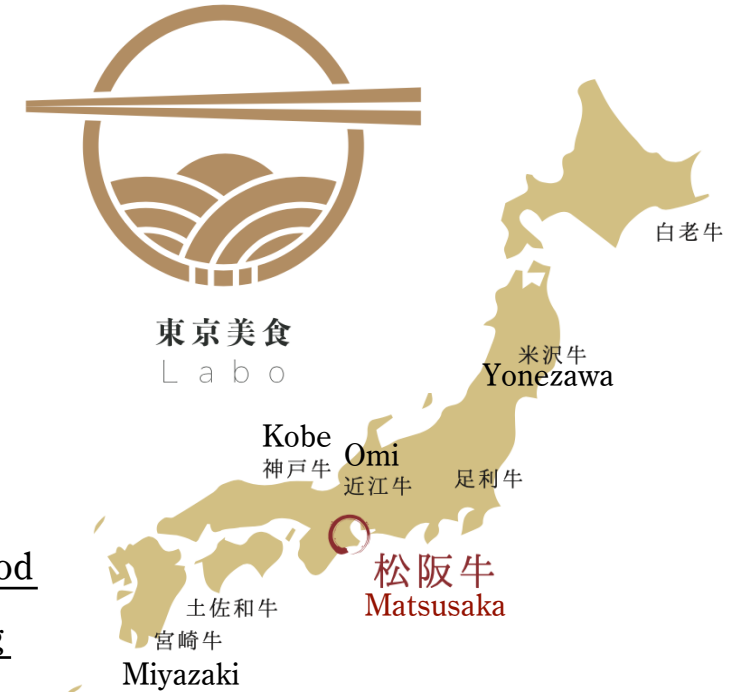 東京美食
Labo
白老牛
米沢牛
Yonezawa
Kobe
神戸牛
Omi
近江牛
足利牛
松阪牛
Matsusaka
od
土佐和牛
宮崎牛
Miyazaki